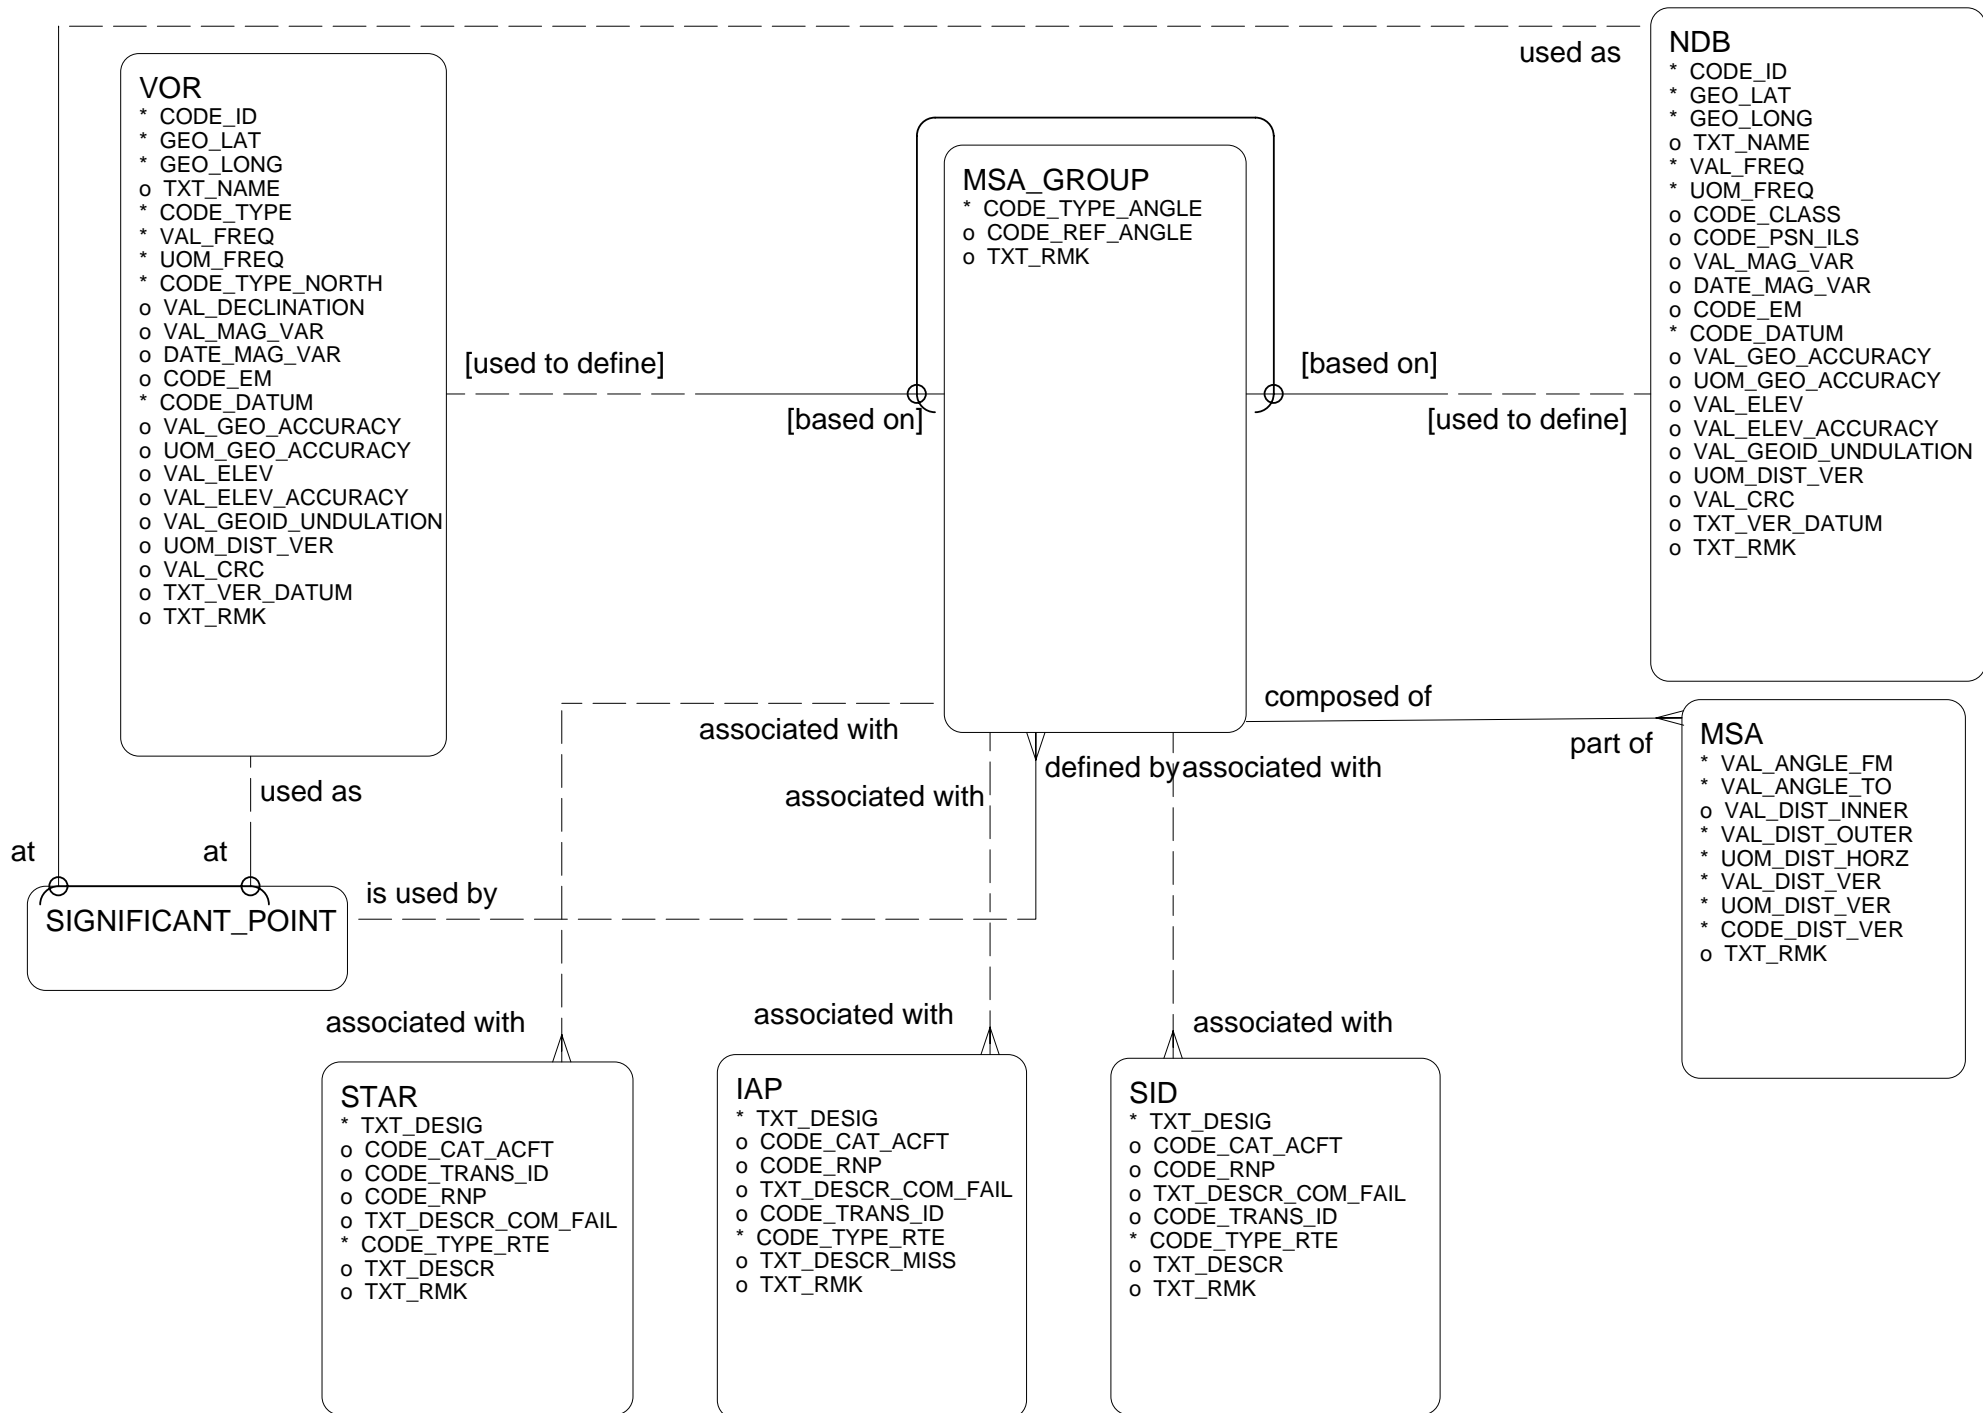 used as
VOR
* CODE_ID
* GEO_LAT
* GEO_LONG
o TXT_NAME
* CODE_TYPE
* VAL_FREQ
* UOM_FREQ
* CODE_TYPE_NORTH
o VAL_DECLINATION
o VAL_MAG_VAR
o DATE_MAG_VAR
o CODE_EM
* CODE_DATUM
o VAL_GEO_ACCURACY
o UOM_GEO_ACCURACY
o VAL_ELEV
o VAL_ELEV_ACCURACY
o VAL_GEOID_UNDULATION
o UOM_DIST_VER
o VAL_CRC
o TXT_VER_DATUM
o TXT_RMK
[used to define]
[based on]
MSA_GROUP
* CODE_TYPE_ANGLE
o CODE_REF_ANGLE
o TXT_RMK
[based on]
[used to define]
NDB
* CODE_ID
* GEO_LAT
* GEO_LONG
o TXT_NAME
* VAL_FREQ
* UOM_FREQ
o CODE_CLASS
o CODE_PSN_ILS
o VAL_MAG_VAR
o DATE_MAG_VAR
o CODE_EM
* CODE_DATUM
o VAL_GEO_ACCURACY
o UOM_GEO_ACCURACY
o VAL_ELEV
o VAL_ELEV_ACCURACY
o VAL_GEOID_UNDULATION
o UOM_DIST_VER
o VAL_CRC
o TXT_VER_DATUM
o TXT_RMK
composed of
part of
associated with
defined by
associated with
associated with
used as
at
at
is used by
SIGNIFICANT_POINT
MSA
* VAL_ANGLE_FM
* VAL_ANGLE_TO
o VAL_DIST_INNER
* VAL_DIST_OUTER
* UOM_DIST_HORZ
* VAL_DIST_VER
* UOM_DIST_VER
* CODE_DIST_VER
o TXT_RMK
associated with
associated with
associated with
STAR
* TXT_DESIG
o CODE_CAT_ACFT
o CODE_TRANS_ID
o CODE_RNP
o TXT_DESCR_COM_FAIL
* CODE_TYPE_RTE
o TXT_DESCR
o TXT_RMK
IAP
* TXT_DESIG
o CODE_CAT_ACFT
o CODE_RNP
o TXT_DESCR_COM_FAIL
o CODE_TRANS_ID
* CODE_TYPE_RTE
o TXT_DESCR_MISS
o TXT_RMK
SID
* TXT_DESIG
o CODE_CAT_ACFT
o CODE_RNP
o TXT_DESCR_COM_FAIL
o CODE_TRANS_ID
* CODE_TYPE_RTE
o TXT_DESCR
o TXT_RMK